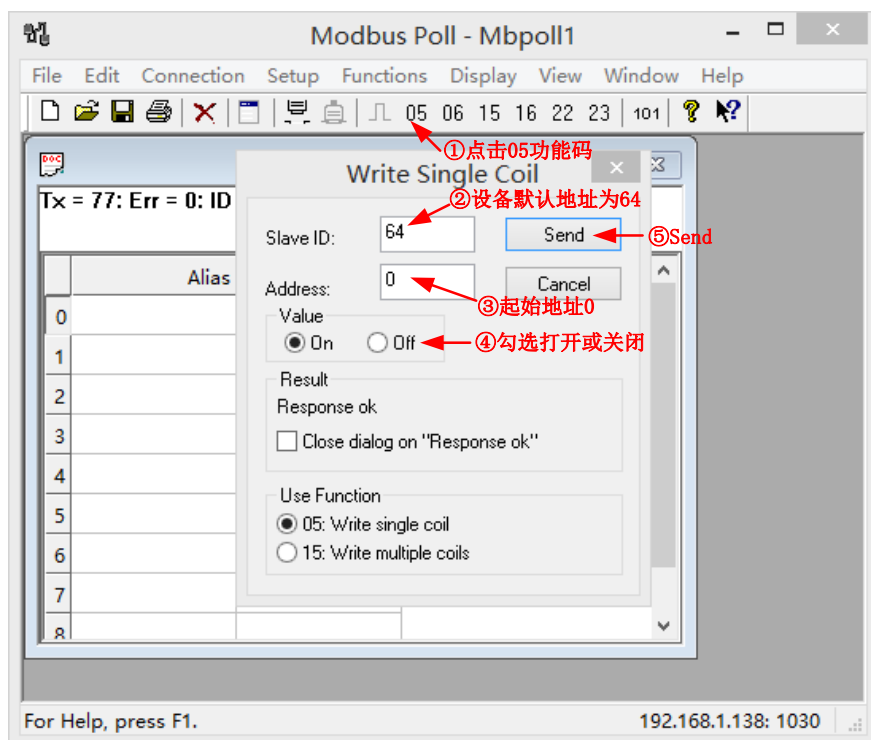 Modbus Poll - Mbpoll1
File Edit Connection Setup Functions Display View Window Help
05 06 15 16 22 23 101
①点击05功能码
Write Single Coil
Tx = 77: Err = 0: ID
②设备默认地址为64
Slave ID: 64 Send ⑤Send
Alias
Address: 0 Cancel
③起始地址0
Value
On Off ④勾选打开或关闭
Result
Response ok
Close dialog on "Response ok"
Use Function
05: Write single coil
15: Write multiple coils
0
1
2
3
4
5
6
7
8
For Help, press F1. 192.168.1.138: 1030